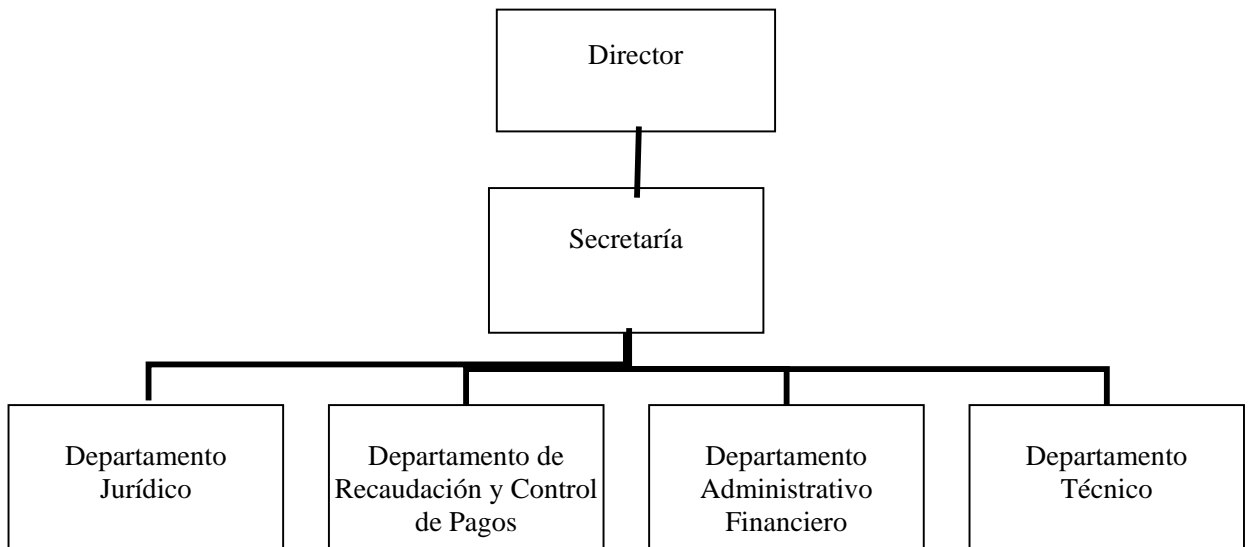 Director
Secretaría
Departamento
Jurídico
Departamento de
Recaudación y Control
de Pagos
Departamento
Administrativo
Financiero
Departamento
Técnico